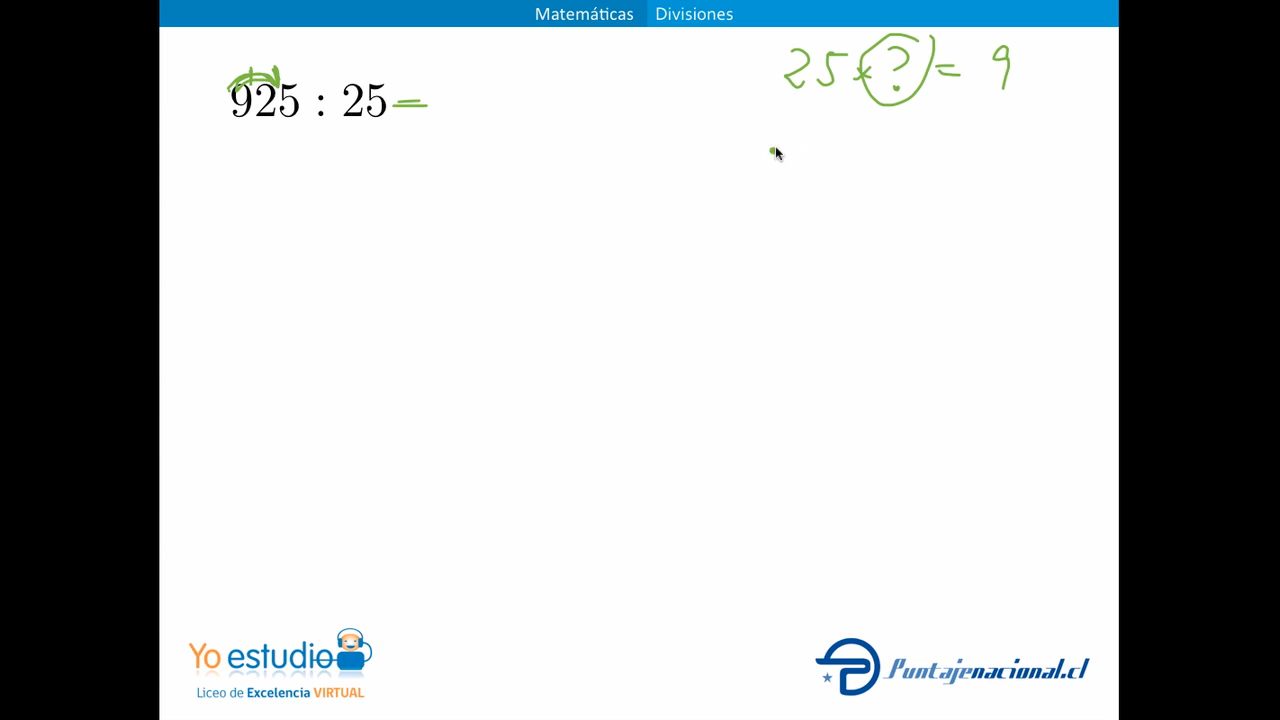 Matemáticas Divisiones
925 : 25 =
25 × ? = 9
Yo estudio
Liceo de Excelencia VIRTUAL
Puntajenacional.cl